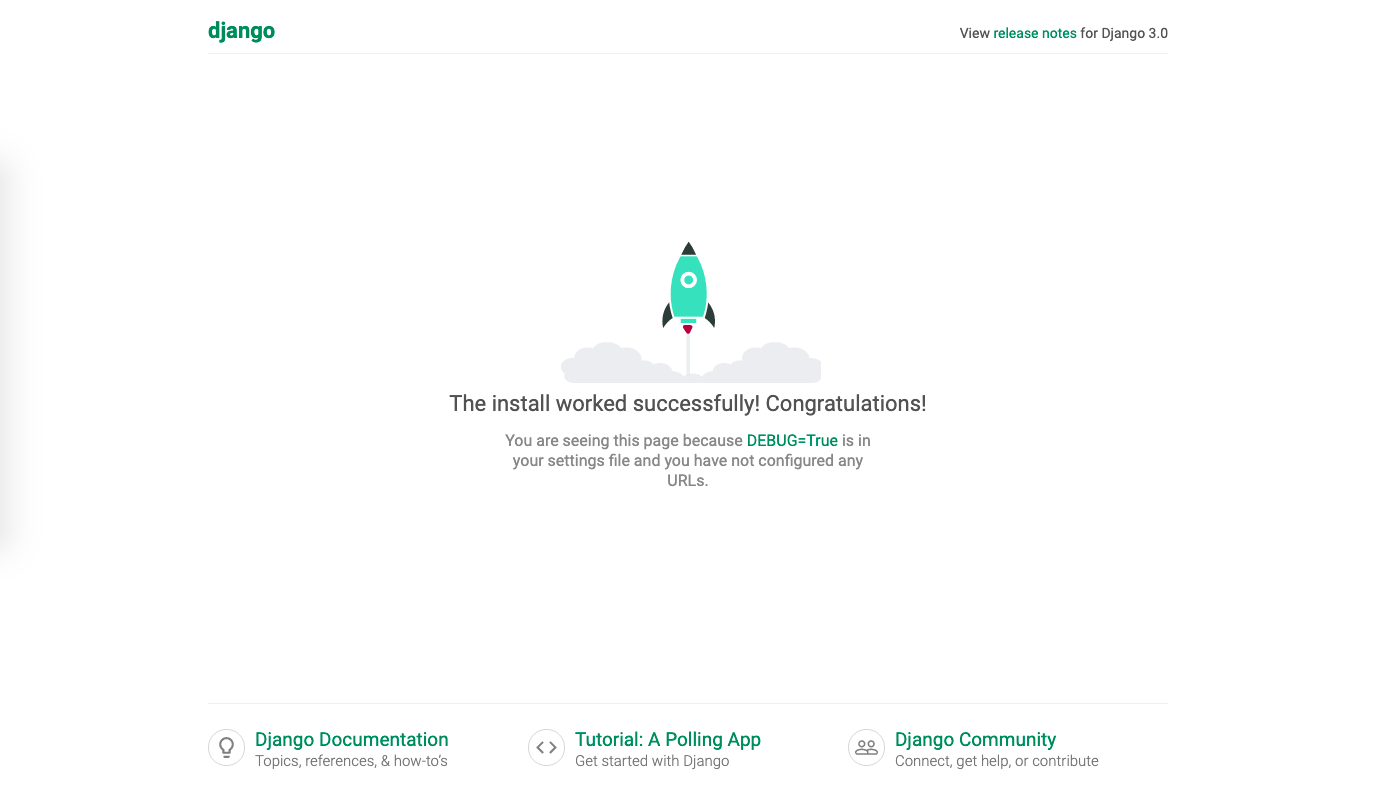 django
View release notes for Django 3.0
The install worked successfully! Congratulations!
You are seeing this page because DEBUG=True is in
your settings file and you have not configured any
URLs.
Django Documentation
Topics, references, & how-to’s
Tutorial: A Polling App
Get started with Django
Django Community
Connect, get help, or contribute